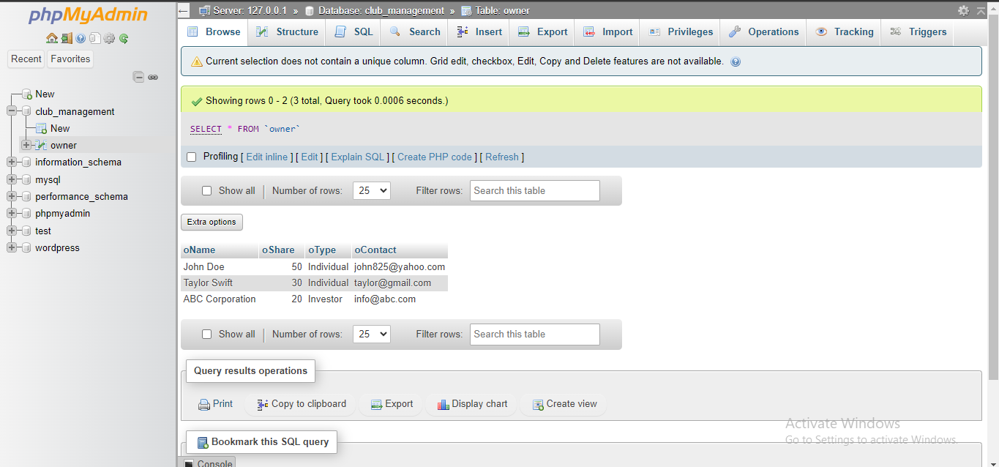 phpMyAdmin
Recent Favorites
New
club_management
New
owner
information_schema
mysql
performance_schema
phpmyadmin
test
wordpress
Server: 127.0.0.1 » Database: club_management » Table: owner
Browse Structure SQL Search Insert Export Import Privileges Operations Tracking Triggers
Current selection does not contain a unique column. Grid edit, checkbox, Edit, Copy and Delete features are not available.
Showing rows 0 - 2 (3 total, Query took 0.0006 seconds.)
SELECT * FROM `owner`
Profiling [ Edit inline ] [ Edit ] [ Explain SQL ] [ Create PHP code ] [ Refresh ]
Show all | Number of rows: 25 Filter rows: Search this table
Extra options
oName oShare oType oContact
John Doe 50 Individual john825@yahoo.com
Taylor Swift 30 Individual taylor@gmail.com
ABC Corporation 20 Investor info@abc.com
Show all | Number of rows: 25 Filter rows: Search this table
Query results operations
Print Copy to clipboard Export Display chart Create view
Activate Windows
Go to Settings to activate Windows.
Bookmark this SQL query
Console